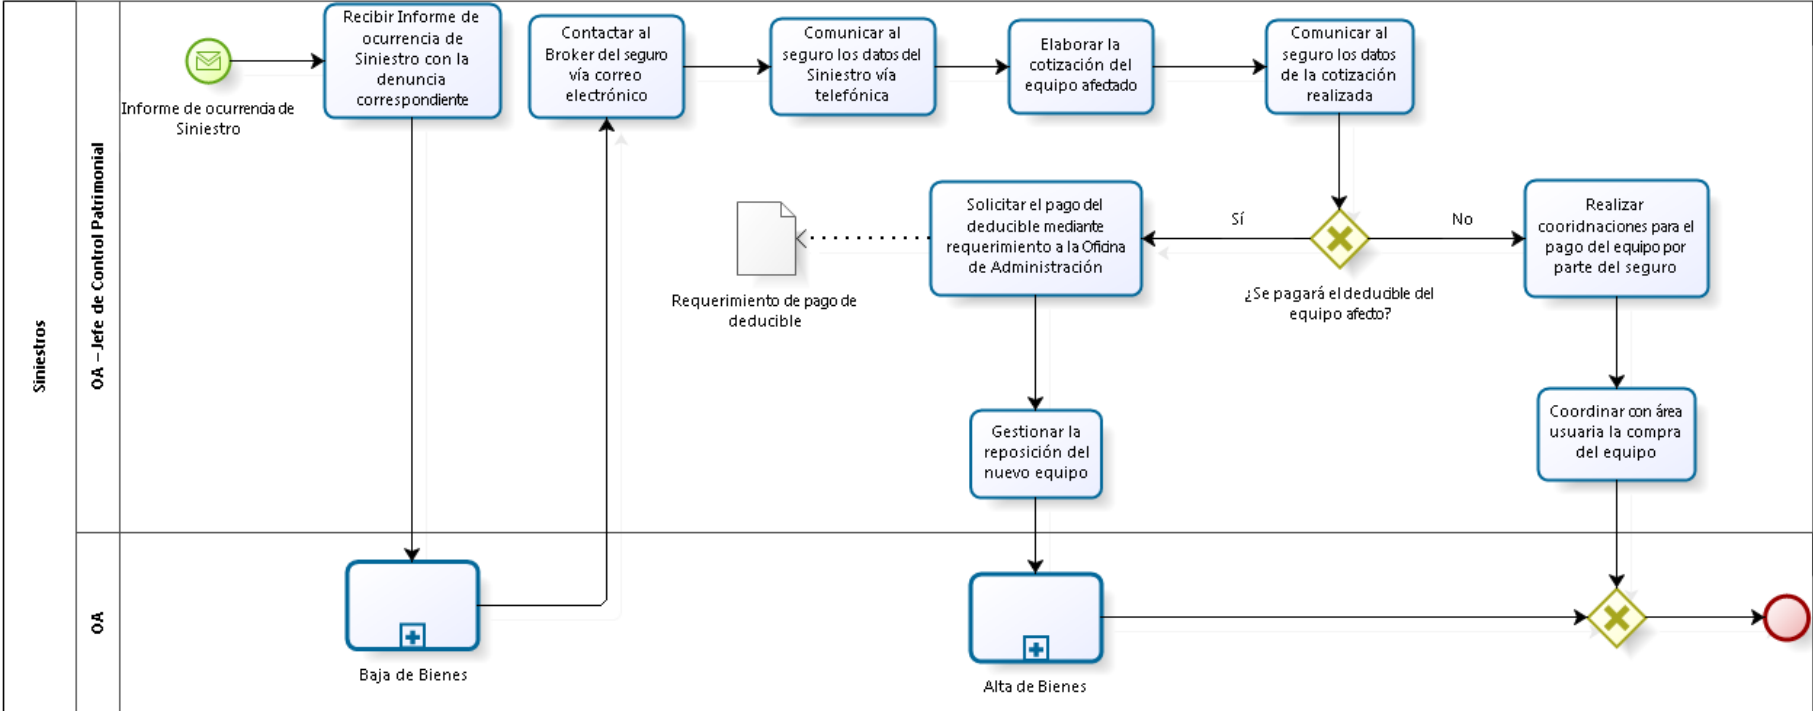 Siniestros
OA – Jefe de Control Patrimonial
OA
Informe de ocurrencia de
Siniestro
Recibir Informe de
ocurrencia de
Siniestro con la
denuncia
correspondiente
Contactar al
Broker del seguro
vía correo
electrónico
Comunicar al
seguro los datos del
Siniestro vía
telefónica
Elaborar la
cotización del
equipo afectado
Comunicar al
seguro los datos
de la cotización
realizada
¿Se pagará el deducible del
equipo afecto?
Sí
No
Solicitar el pago del
deducible mediante
requerimiento a la Oficina
de Administración
Requerimiento de pago de
deducible
Realizar
cooridnaciones para el
pago del equipo por
parte del seguro
Gestionar la
reposición del
nuevo equipo
Coordinar con área
usuaria la compra
del equipo
Baja de Bienes
Alta de Bienes